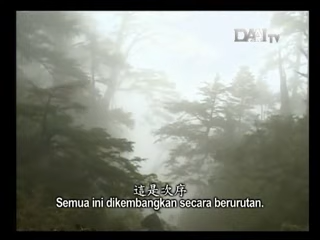 DAAI TV
這是次序
Semua ini dikembangkan secara berurutan.